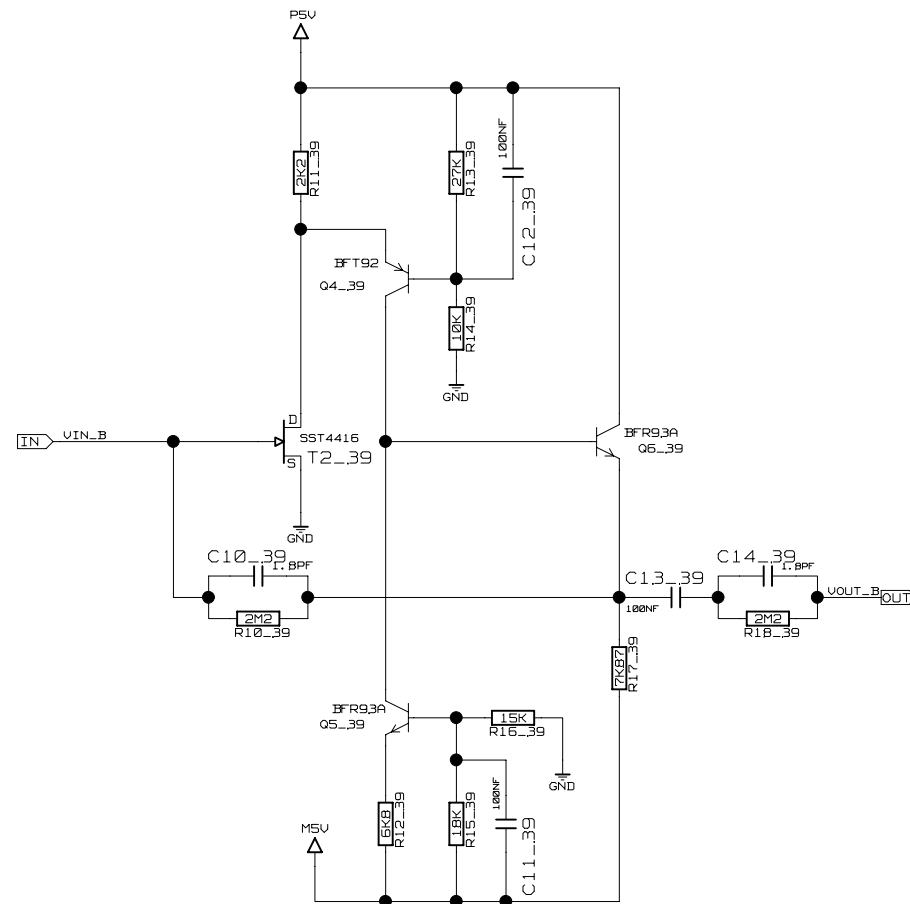 P5V
2K2
R11_39
27K
R13_39
100NF
C12_39
BFT92
Q4_39
10K
R14_39
GND
IN
VIN_B
D
S
SST4416
T2_39
GND
BFR93A
Q6_39
C10_39
1.8PF
2M2
R10_39
C13_39
100NF
C14_39
1.8PF
2M2
R18_39
VOUT_B
OUT
7K87
R17_39
BFR93A
Q5_39
15K
R16_39
GND
6K8
R12_39
18K
R15_39
100NF
C11_39
M5V